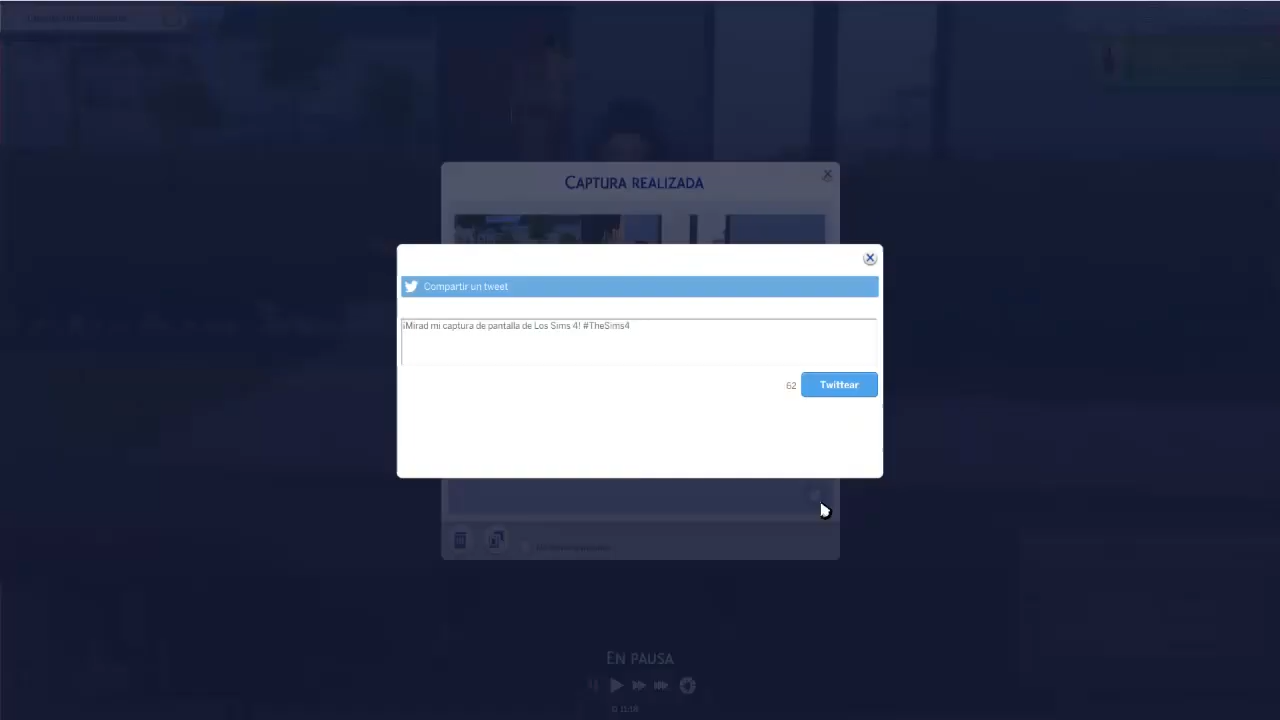 CAPTURA REALIZADA
Compartir un tweet
¡Mirad mi captura de pantalla de Los Sims 4! #TheSims4
62
Twittear
EN PAUSA